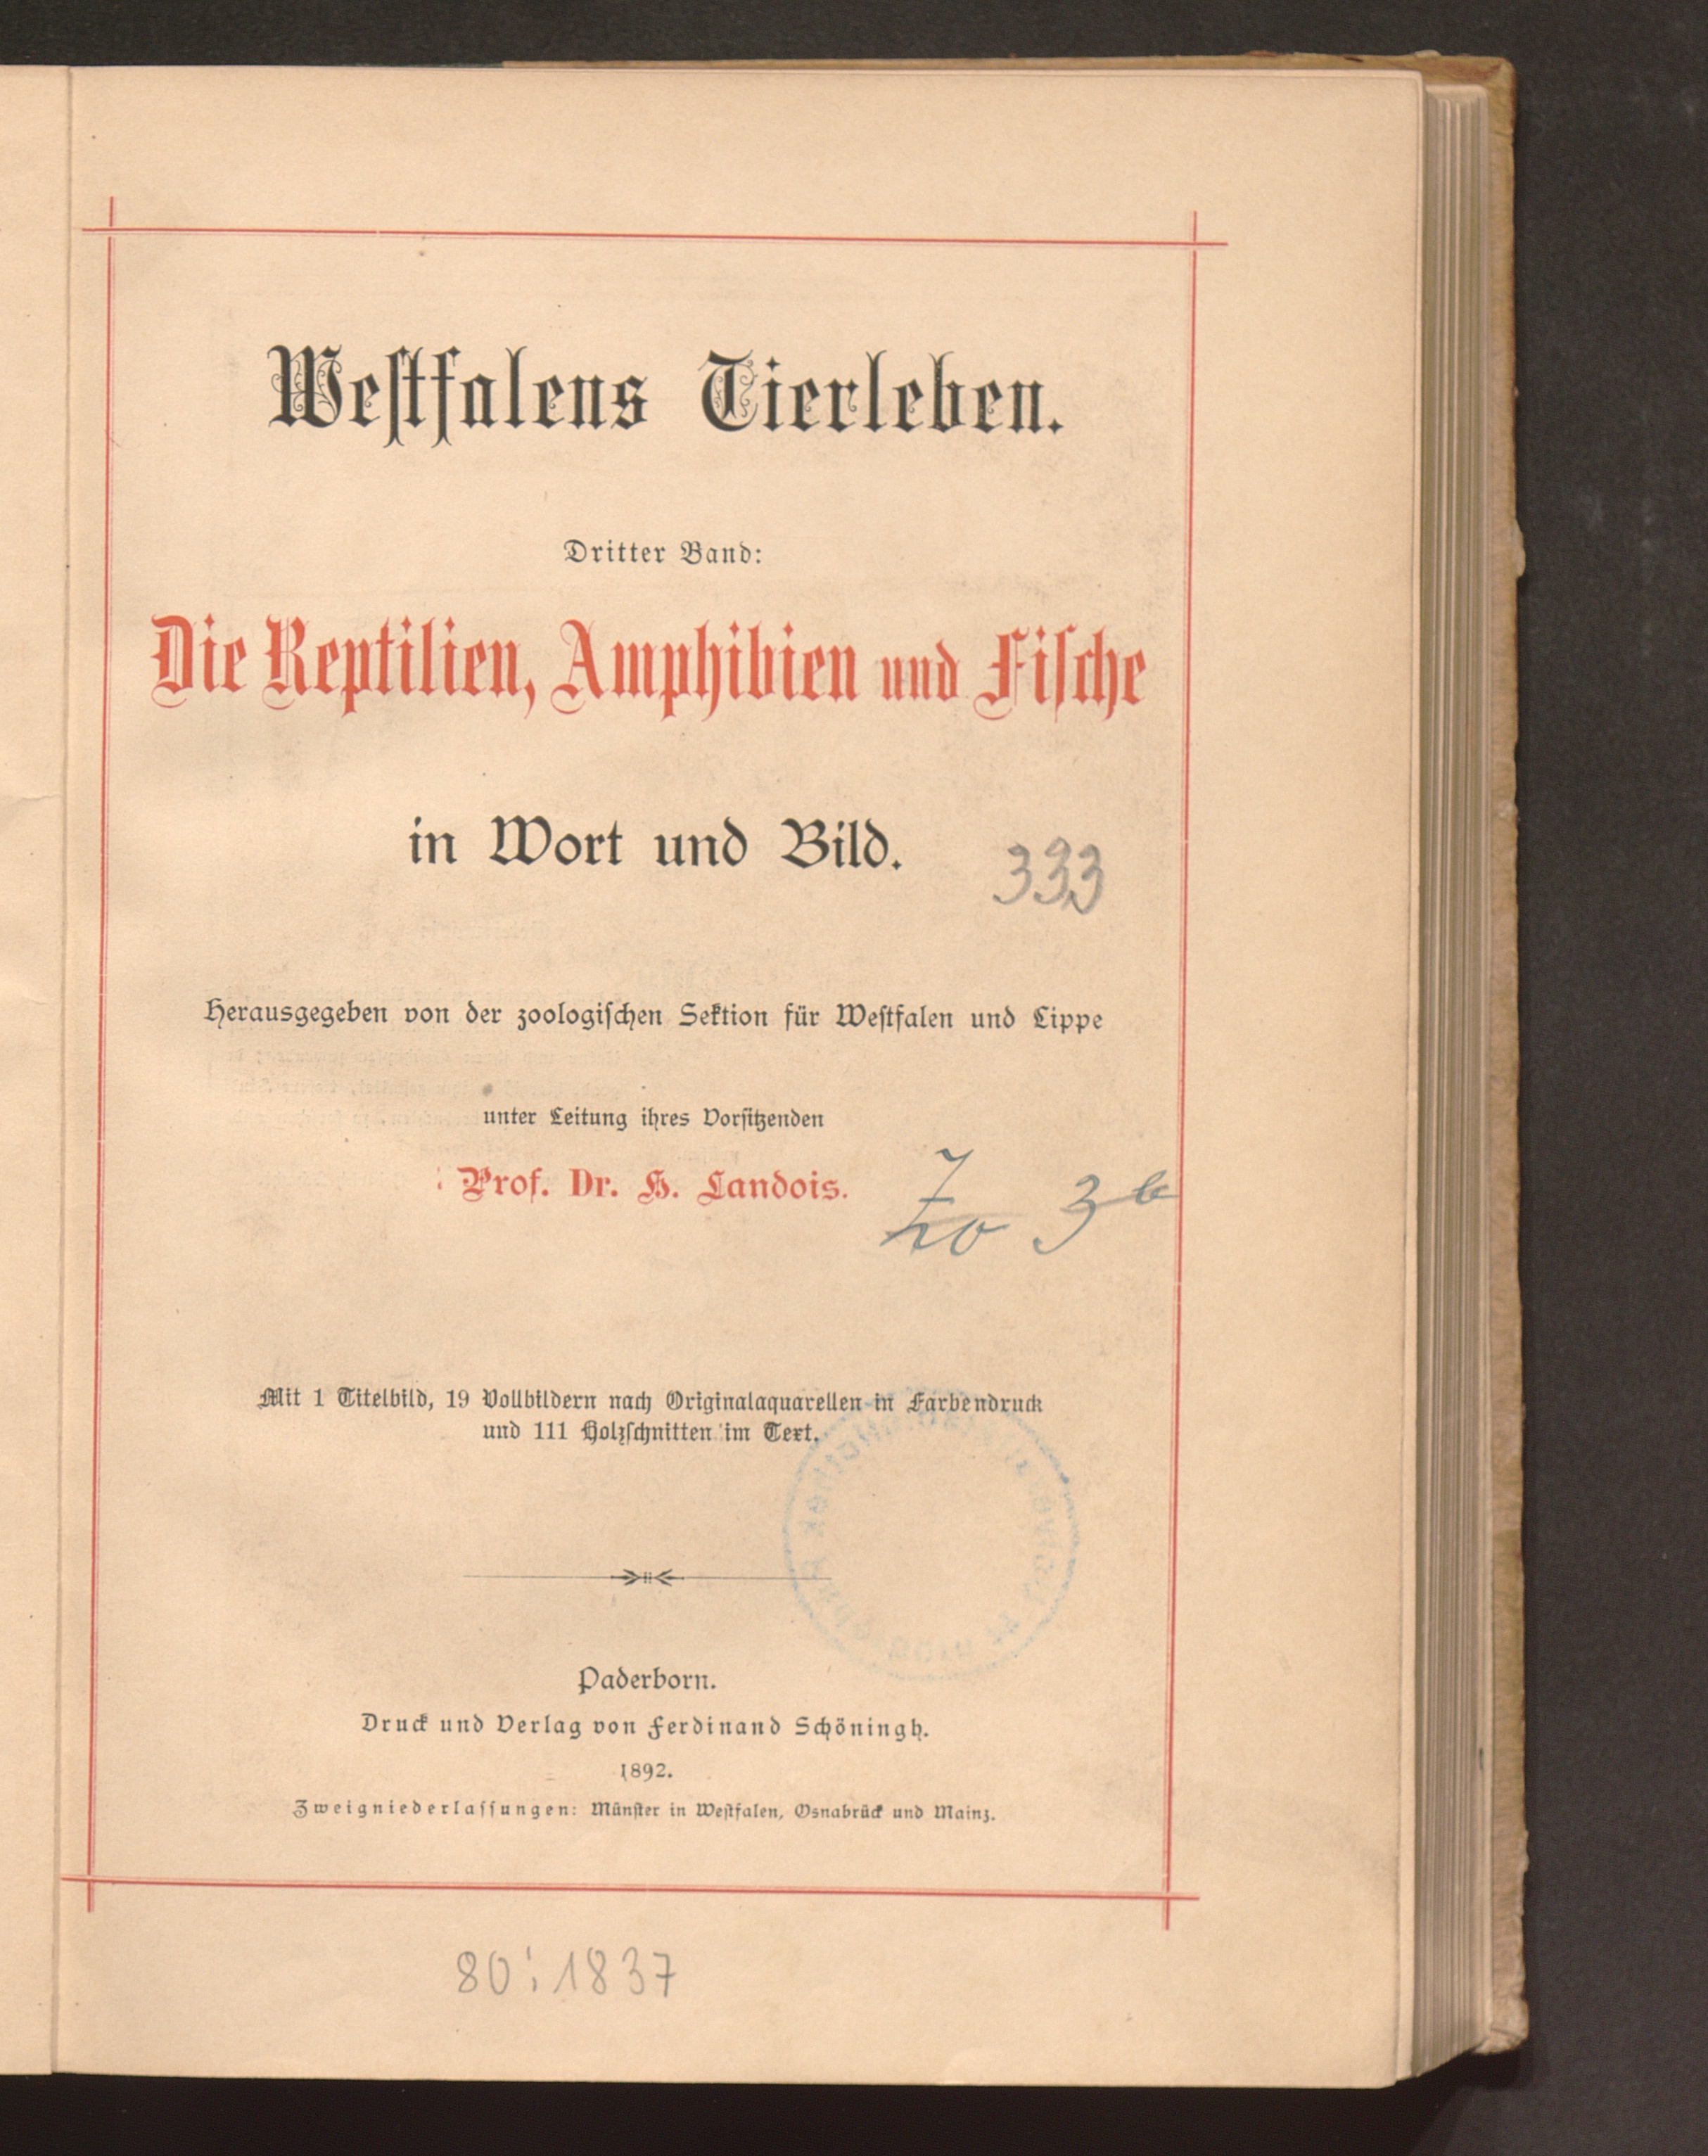 Westfalens Tierleben.
Dritter Band:
Die Reptilien, Amphibien und Fische
in Wort und Bild.
333
Herausgegeben von der zoologischen Sektion für Westfalen und Lippe
unter Leitung ihres Vorsitzenden
Prof. Dr. H. Landois.
Zo 3b
Mit 1 Titelbild, 19 Vollbildern nach Originalaquarellen in Farbendruck
und 111 Holzschnitten im Text.
Paderborn.
Druck und Verlag von Ferdinand Schöningh.
1892.
Zweigniederlassungen: Münster in Westfalen, Osnabrück und Mainz.
80:1837